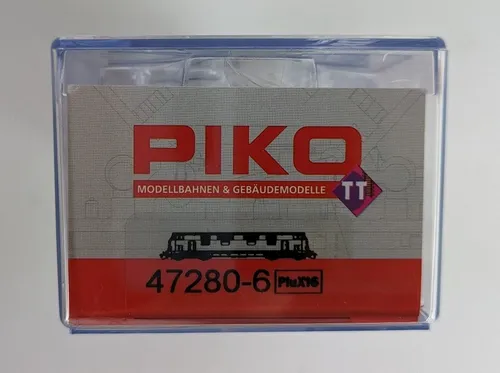 PIKO
MODELLBAHNEN & GEBÄUDEMODELLE TT
47280-6 PluX16